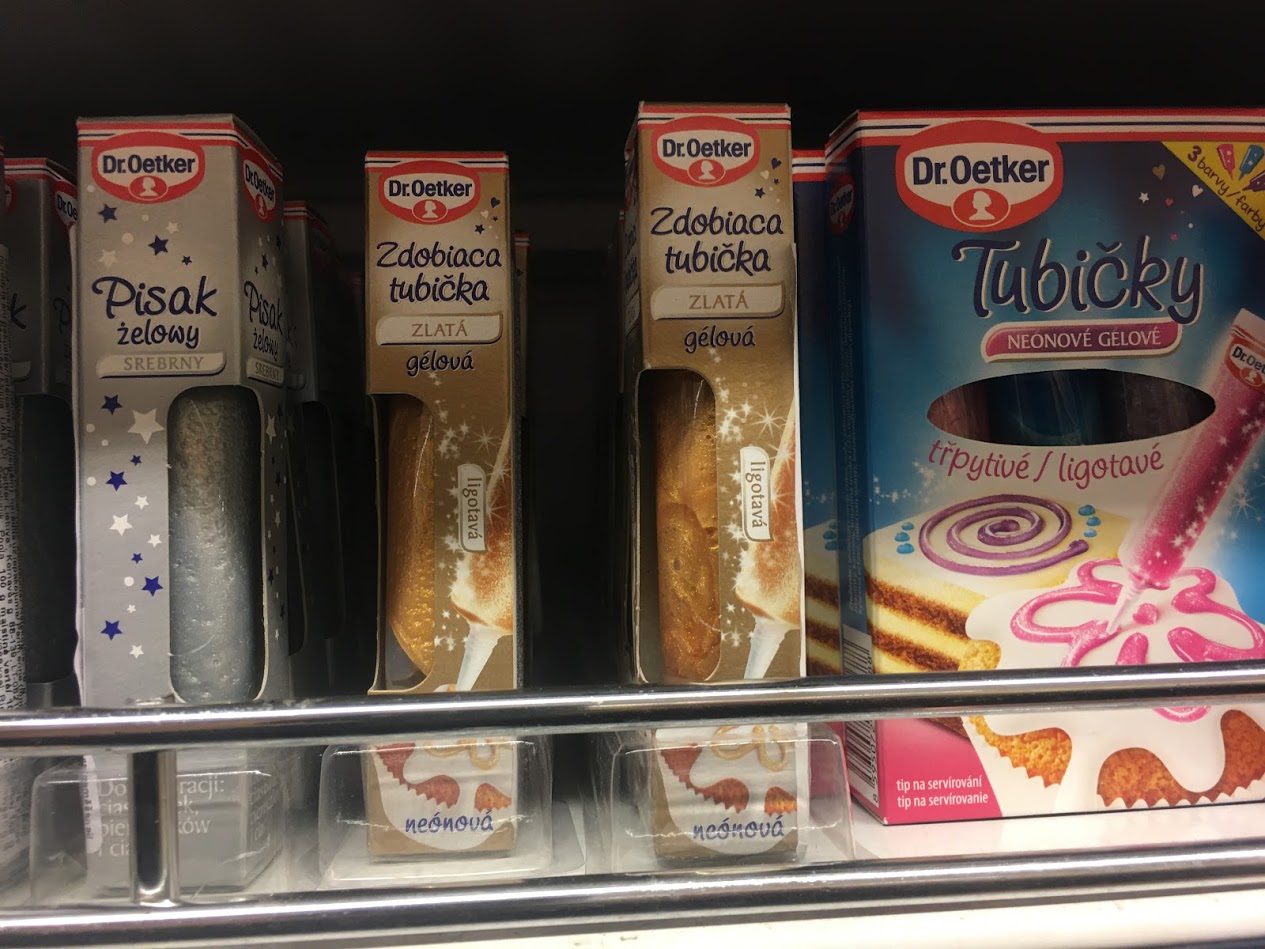 Dr.Oetker
Pisak
żelowy
SREBRNY
Dr.Oetker
Pisak
żelowy
SREBRNY
Do
racji:
Dr.Oetker
Zdobiaca
tubička
ZLATÁ
gélová
ligotavá
neónová
Dr.Oetker
Zdobiaca
tubička
ZLATÁ
gélová
ligotavá
neónová
Dr.Oetker
3 barvy/farby
Tubičky
NEÓNOVÉ GÉLOVÉ
třpytivé / ligotavé
tip na servírování
tip na servírovanie